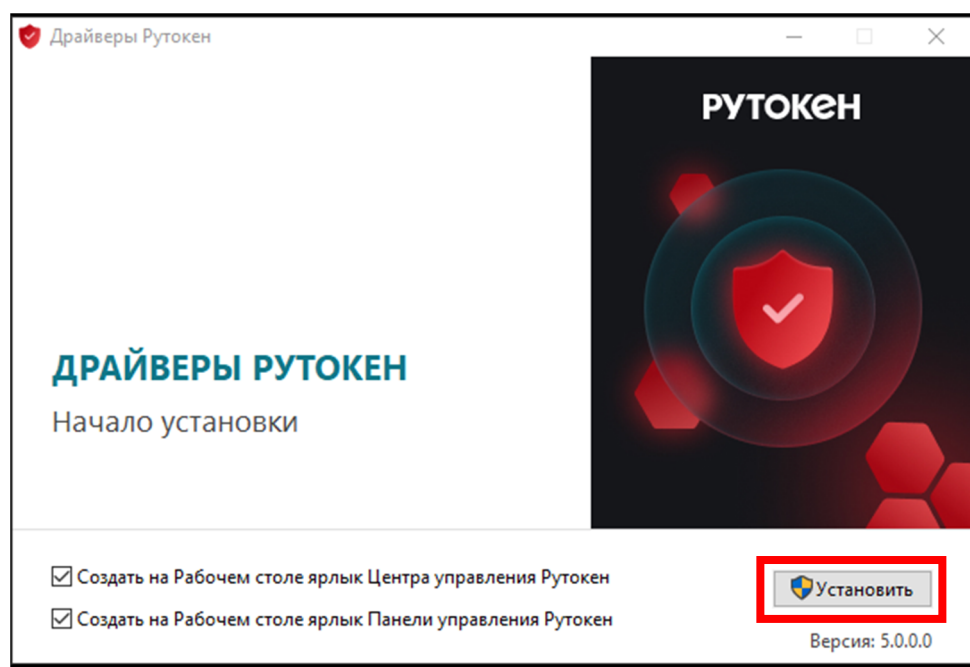 Драйверы Рутокен
РУТОКЕН
ДРАЙВЕРЫ РУТОКЕН
Начало установки
Создать на Рабочем столе ярлык Центра управления Рутокен
Создать на Рабочем столе ярлык Панели управления Рутокен
Установить
Версия: 5.0.0.0